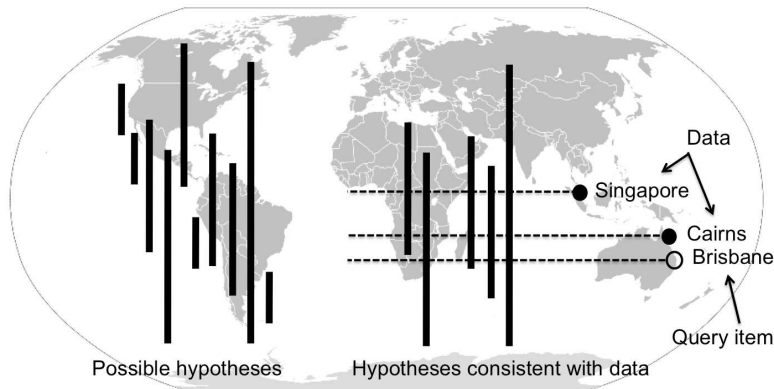 Data
Singapore
Cairns
Brisbane
Query item
Possible hypotheses
Hypotheses consistent with data